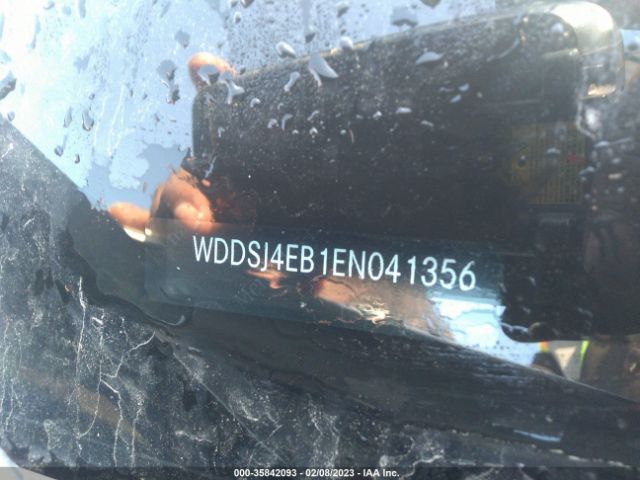 WDDSJ4EB1EN041356
000-35842093 - 02/08/2023 - IAA Inc.